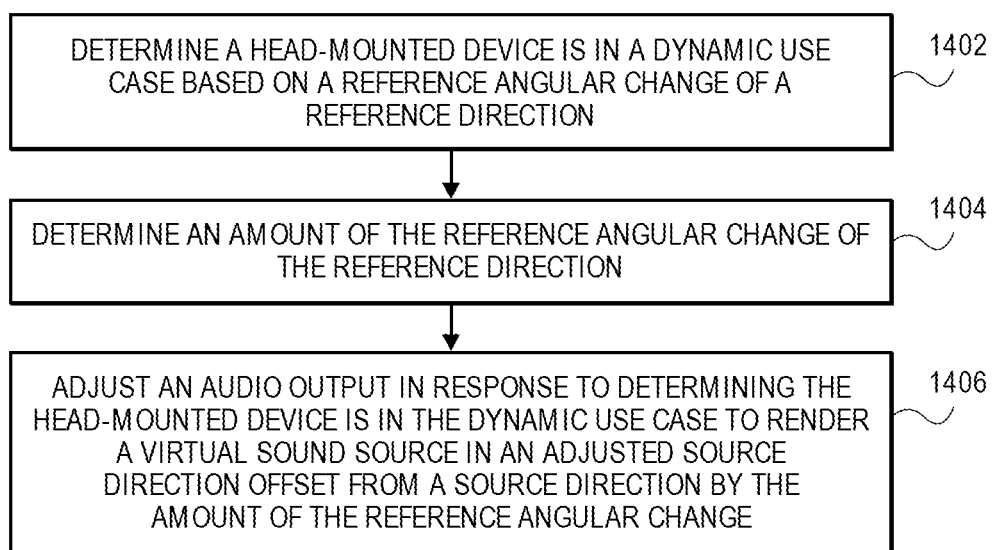 DETERMINE A HEAD-MOUNTED DEVICE IS IN A DYNAMIC USE
CASE BASED ON A REFERENCE ANGULAR CHANGE OF A
REFERENCE DIRECTION
1402
DETERMINE AN AMOUNT OF THE REFERENCE ANGULAR CHANGE OF
THE REFERENCE DIRECTION
1404
ADJUST AN AUDIO OUTPUT IN RESPONSE TO DETERMINING THE
HEAD-MOUNTED DEVICE IS IN THE DYNAMIC USE CASE TO RENDER
A VIRTUAL SOUND SOURCE IN AN ADJUSTED SOURCE
DIRECTION OFFSET FROM A SOURCE DIRECTION BY THE
AMOUNT OF THE REFERENCE ANGULAR CHANGE
1406